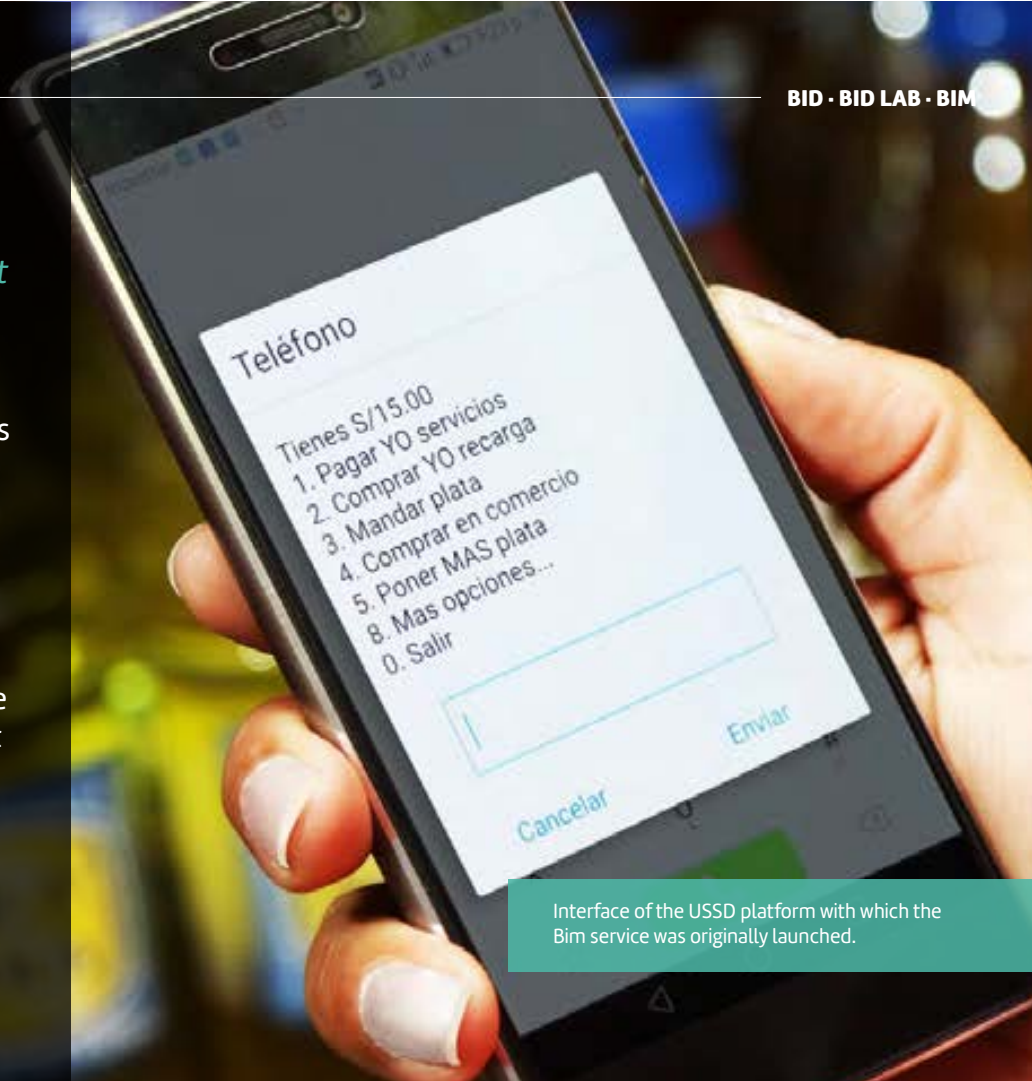 BID · BID LAB · BIM
Teléfono
Tienes S/15.00
1. Pagar YO servicios
2. Comprar YO recarga
3. Mandar plata
4. Comprar en comercio
5. Poner MAS plata
8. Mas opciones...
0. Salir
Cancelar
Enviar
Interface of the USSD platform with which the
Bim service was originally launched.